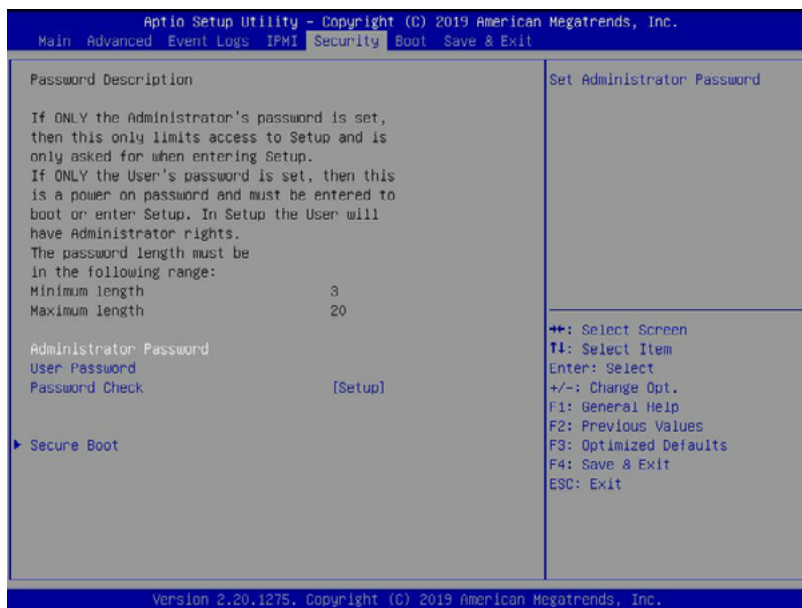 Aptio Setup Utility - Copyright (C) 2019 American Megatrends, Inc.
Main Advanced Event Logs IPMI Security Boot Save & Exit
Password Description
If ONLY the Administrator's password is set,
then this only limits access to Setup and is
only asked for when entering Setup.
If ONLY the User's password is set, then this
is a power on password and must be entered to
boot or enter Setup. In Setup the User will
have Administrator rights.
The password length must be
in the following range:
Minimum length 3
Maximum length 20
Administrator Password
User Password
Password Check [Setup]
Secure Boot
Set Administrator Password
→←: Select Screen
↑↓: Select Item
Enter: Select
+/-: Change Opt.
F1: General Help
F2: Previous Values
F3: Optimized Defaults
F4: Save & Exit
ESC: Exit
Version 2.20.1275. Copyright (C) 2019 American Megatrends, Inc.